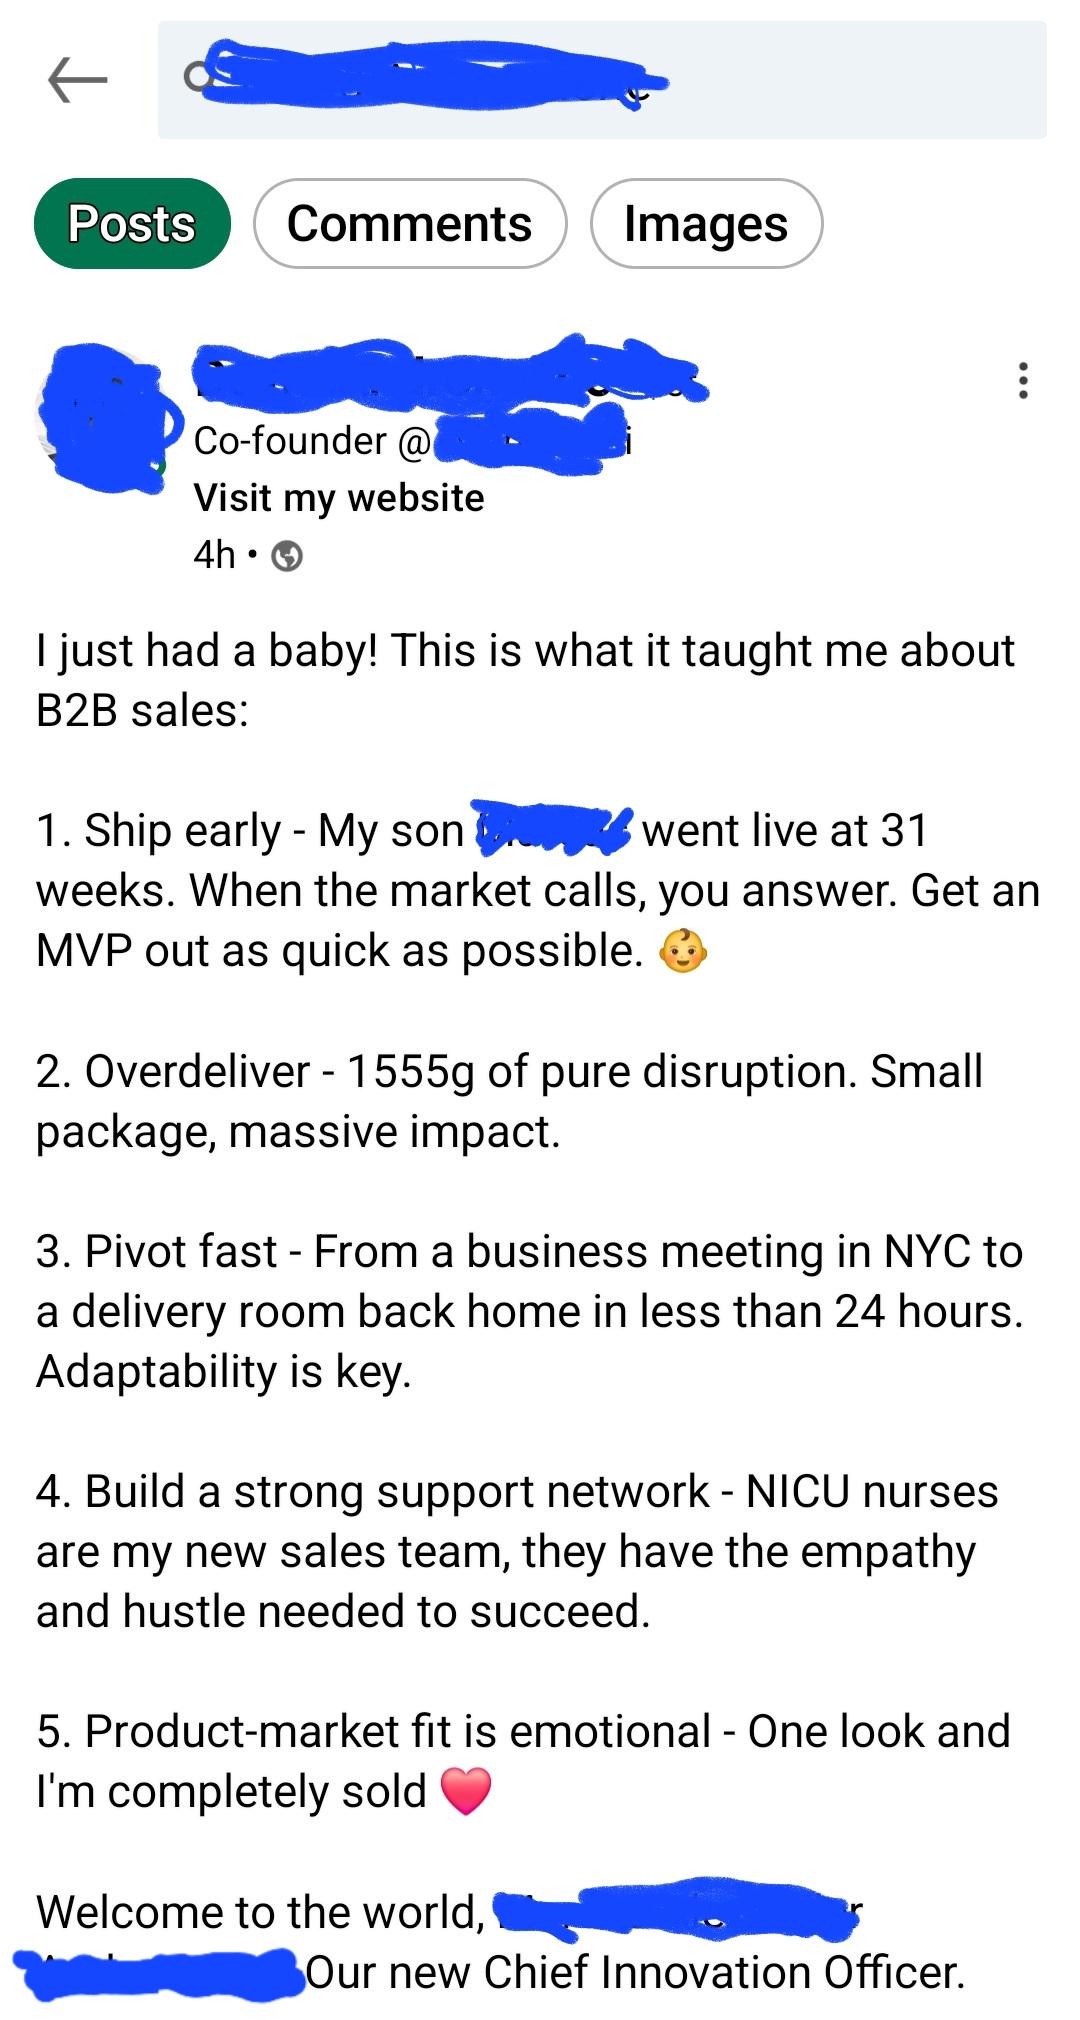 Posts
Comments
Images
Co-founder @
Visit my website
4h •
I just had a baby! This is what it taught me about
B2B sales:
1. Ship early - My son went live at 31
weeks. When the market calls, you answer. Get an
MVP out as quick as possible. 👶
2. Overdeliver - 1555g of pure disruption. Small
package, massive impact.
3. Pivot fast - From a business meeting in NYC to
a delivery room back home in less than 24 hours.
Adaptability is key.
4. Build a strong support network - NICU nurses
are my new sales team, they have the empathy
and hustle needed to succeed.
5. Product-market fit is emotional - One look and
I'm completely sold ❤️
Welcome to the world,
Our new Chief Innovation Officer.